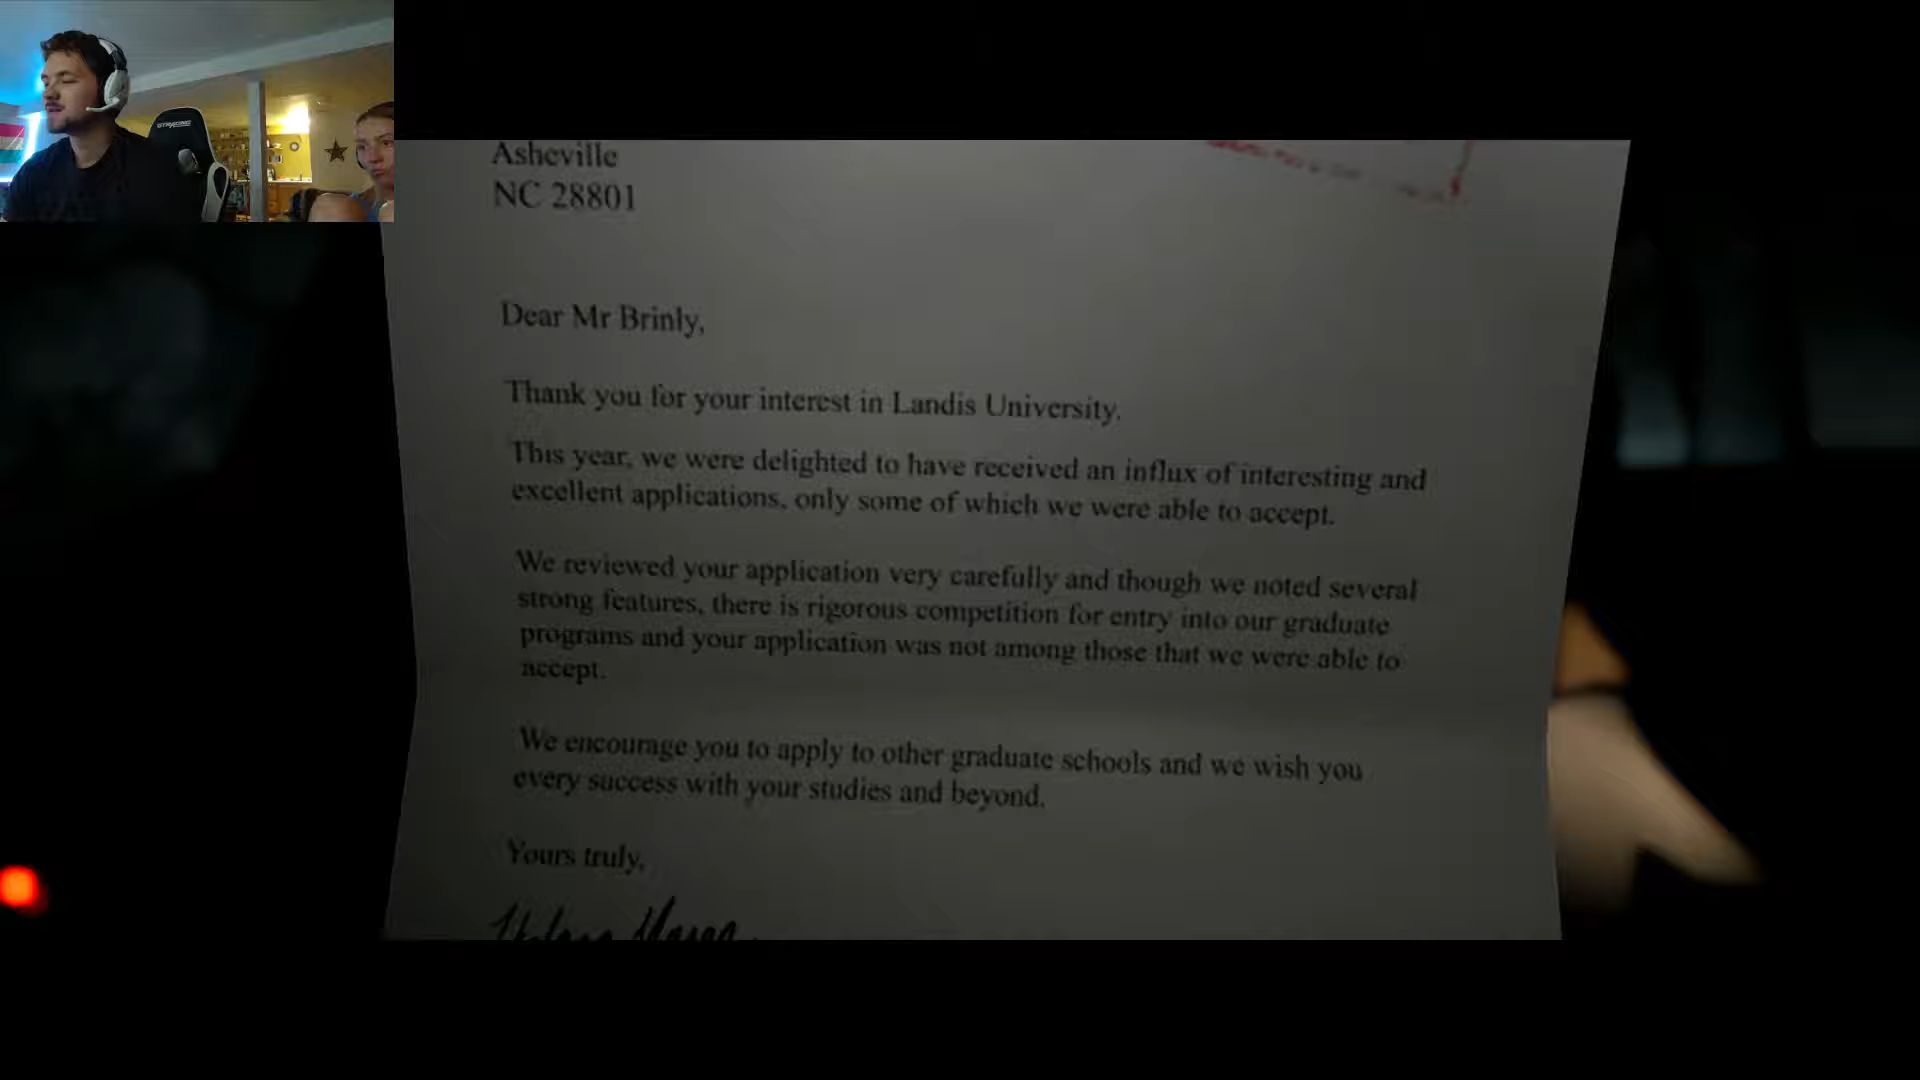 Asheville
NC 28801
Dear Mr Brinly,
Thank you for your interest in Landis University.
This year, we were delighted to have received an influx of interesting and
excellent applications, only some of which we were able to accept.
We reviewed your application very carefully and though we noted several
strong features, there is rigorous competition for entry into our graduate
programs and your application was not among those that we were able to
accept.
We encourage you to apply to other graduate schools and we wish you
every success with your studies and beyond.
Yours truly,